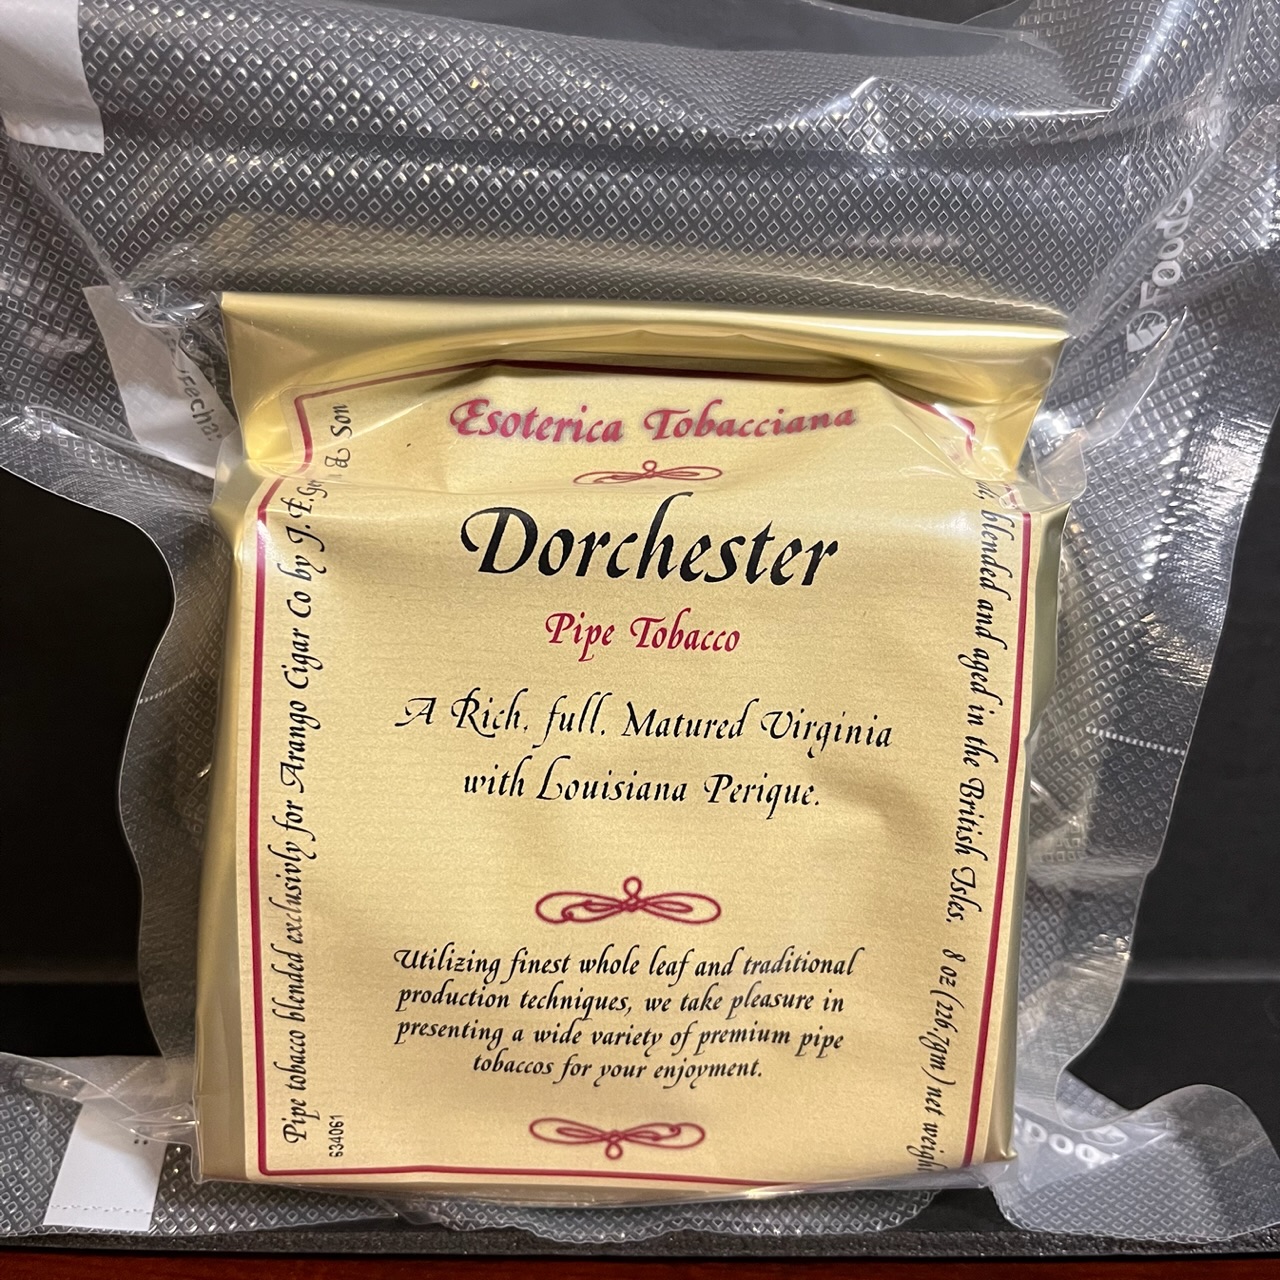 Esoterica Tobacciana
Dorchester
Pipe Tobacco
A Rich, full, Matured Virginia
with Louisiana Perique.
Utilizing finest whole leaf and traditional
production techniques, we take pleasure in
presenting a wide variety of premium pipe
tobaccos for your enjoyment.
Pipe tobacco blended exclusivly for Arango Cigar Co by J. F. & Son
634061
blended and aged in the British Isles. 8 oz (226,7gm) net weight